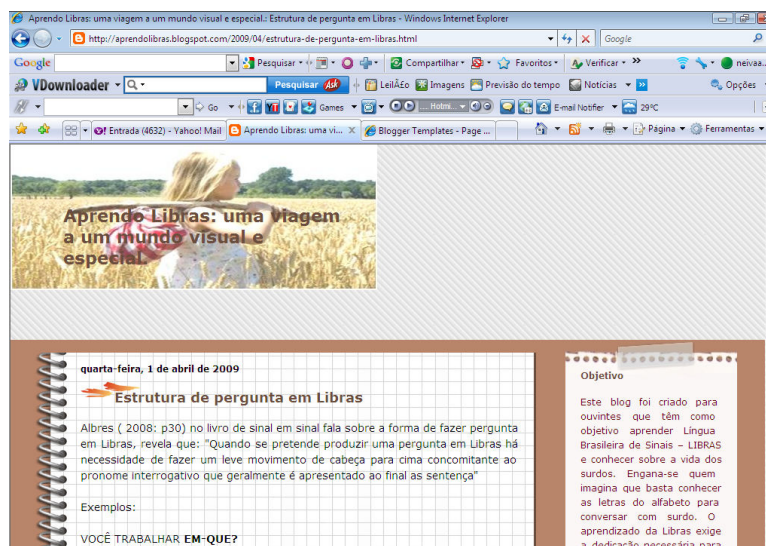 Aprendo Libras: uma viagem a um mundo visual e especial.: Estrutura de pergunta em Libras - Windows Internet Explorer
http://aprendolibras.blogspot.com/2009/04/estrutura-de-pergunta-em-libras.html
Google
Google Pesquisar Compartilhar Favoritos Verificar neivaa...
VDownloader Q Pesquisar Ask LeilÃ£o Imagens Previsão do tempo Notícias Opções
Go Games Hotmi... E-mail Notifier 29°C
Entrada (4632) - Yahoo! Mail Aprendo Libras: uma vi... Blogger Templates - Page ... Página Ferramentas
Aprendo Libras: uma viagem
a um mundo visual e
especial.
quarta-feira, 1 de abril de 2009
Estrutura de pergunta em Libras
Albres ( 2008: p30) no livro de sinal em sinal fala sobre a forma de fazer pergunta
em Libras, revela que: "Quando se pretende produzir uma pergunta em Libras há
necessidade de fazer um leve movimento de cabeça para cima concomitante ao
pronome interrogativo que geralmente é apresentado ao final as sentença"
Exemplos:
VOCÊ TRABALHAR EM-QUE?
Objetivo
Este blog foi criado para
ouvintes que têm como
objetivo aprender Língua
Brasileira de Sinais – LIBRAS
e conhecer sobre a vida dos
surdos. Engana-se quem
imagina que basta conhecer
as letras do alfabeto para
conversar com surdo. O
aprendizado da Libras exige
a dedicação necessária para